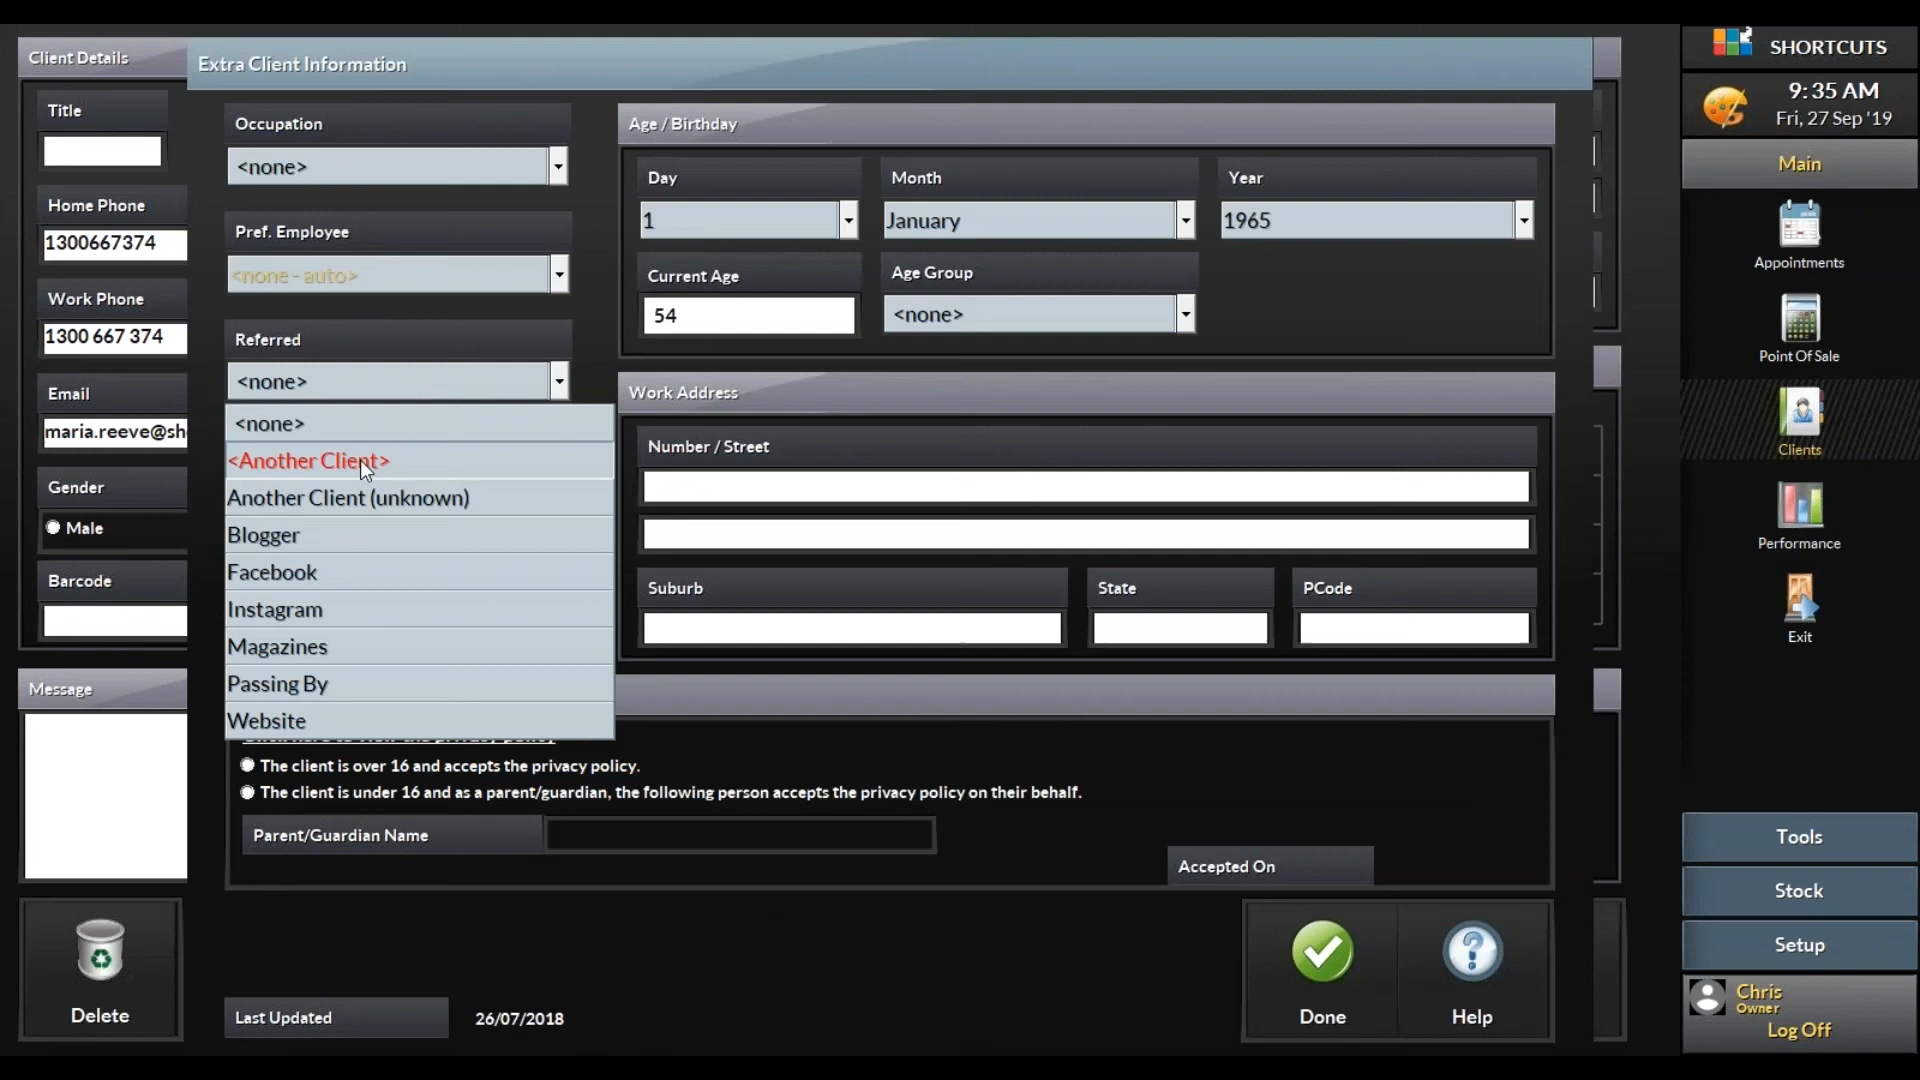 Client Details
Extra Client Information
SHORTCUTS
9:35 AM
Fri, 27 Sep '19
Main
Appointments
Point Of Sale
Clients
Performance
Exit
Tools
Stock
Setup
Chris
Owner
Log Off
Title
Home Phone
1300667374
Work Phone
1300 667 374
Email
maria.reeve@sh
Gender
Male
Barcode
Message
Delete
Occupation
<none>
Pref. Employee
<none - auto>
Referred
<none>
<none>
<Another Client>
Another Client (unknown)
Blogger
Facebook
Instagram
Magazines
Passing By
Website
Age / Birthday
Day
Month
Year
1
January
1965
Current Age
Age Group
54
<none>
Work Address
Number / Street
Suburb
State
PCode
The client is over 16 and accepts the privacy policy.
The client is under 16 and as a parent/guardian, the following person accepts the privacy policy on their behalf.
Parent/Guardian Name
Accepted On
Last Updated
26/07/2018
Done
Help